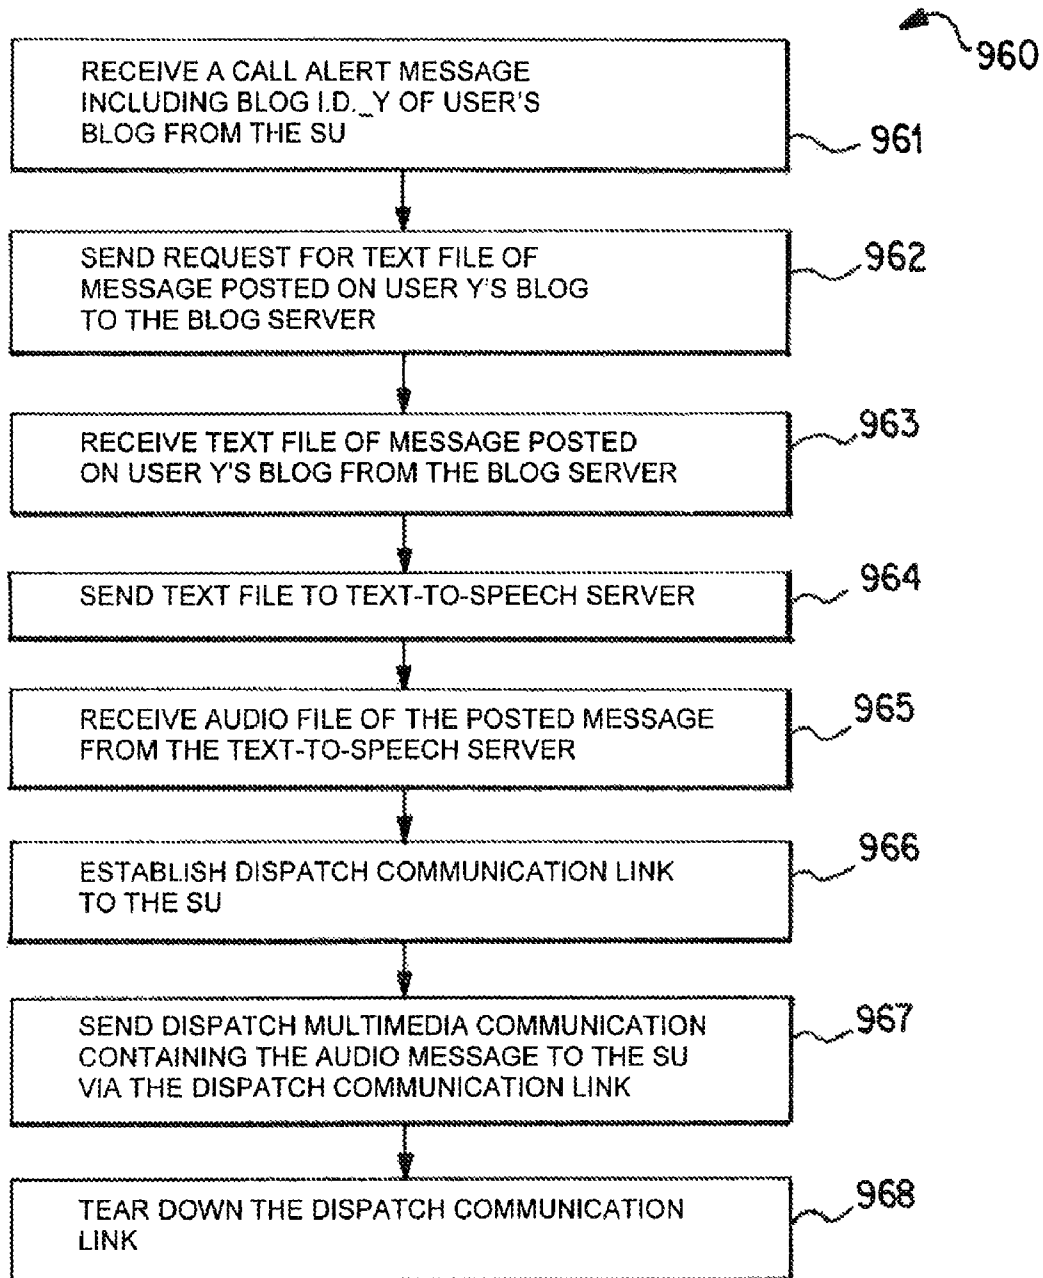 960
RECEIVE A CALL ALERT MESSAGE
INCLUDING BLOG I.D._Y OF USER'S
BLOG FROM THE SU
961
SEND REQUEST FOR TEXT FILE OF
MESSAGE POSTED ON USER Y'S BLOG
TO THE BLOG SERVER
962
RECEIVE TEXT FILE OF MESSAGE POSTED
ON USER Y'S BLOG FROM THE BLOG SERVER
963
SEND TEXT FILE TO TEXT-TO-SPEECH SERVER
964
RECEIVE AUDIO FILE OF THE POSTED MESSAGE
FROM THE TEXT-TO-SPEECH SERVER
965
ESTABLISH DISPATCH COMMUNICATION LINK
TO THE SU
966
SEND DISPATCH MULTIMEDIA COMMUNICATION
CONTAINING THE AUDIO MESSAGE TO THE SU
VIA THE DISPATCH COMMUNICATION LINK
967
TEAR DOWN THE DISPATCH COMMUNICATION
LINK
968